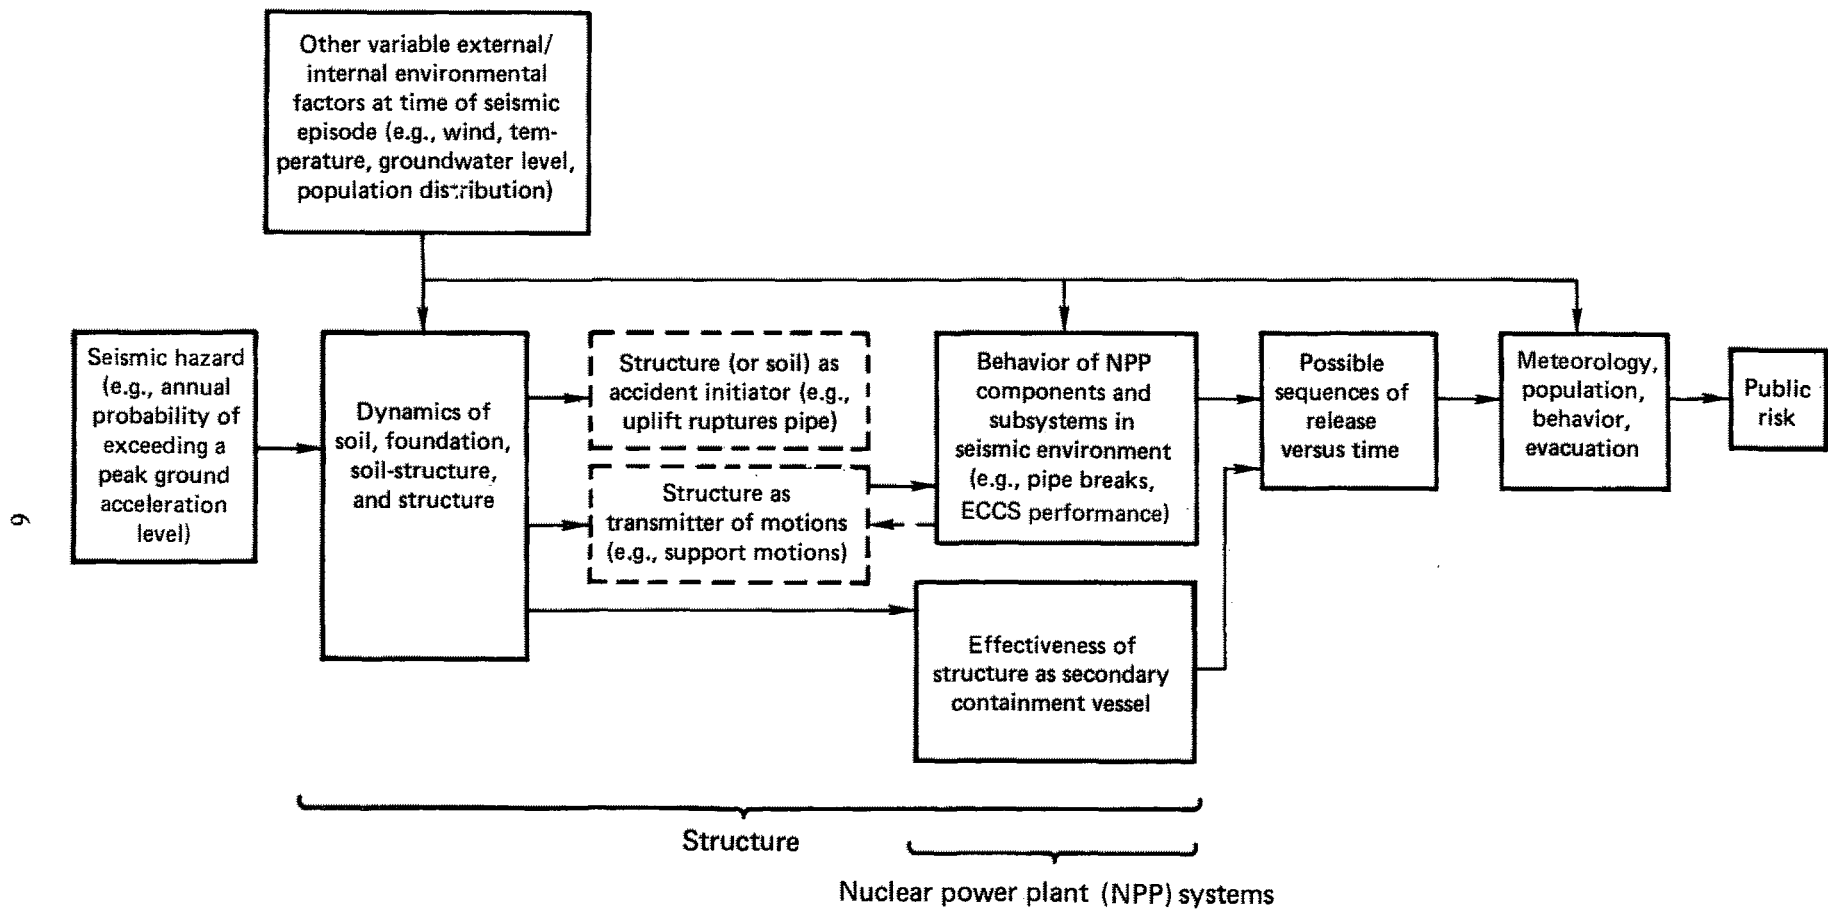 Other variable external/
internal environmental
factors at time of seismic
episode (e.g., wind, tem-
perature, groundwater level,
population distribution)
Seismic hazard
(e.g., annual
probability of
exceeding a
peak ground
acceleration
level)
Dynamics of
soil, foundation,
soil-structure,
and structure
Structure (or soil) as
accident initiator (e.g.,
uplift ruptures pipe)
Structure as
transmitter of motions
(e.g., support motions)
Behavior of NPP
components and
subsystems in
seismic environment
(e.g., pipe breaks,
ECCS performance)
Effectiveness of
structure as secondary
containment vessel
Possible
sequences of
release
versus time
Meteorology,
population,
behavior,
evacuation
Public
risk
Structure
Nuclear power plant (NPP) systems
9